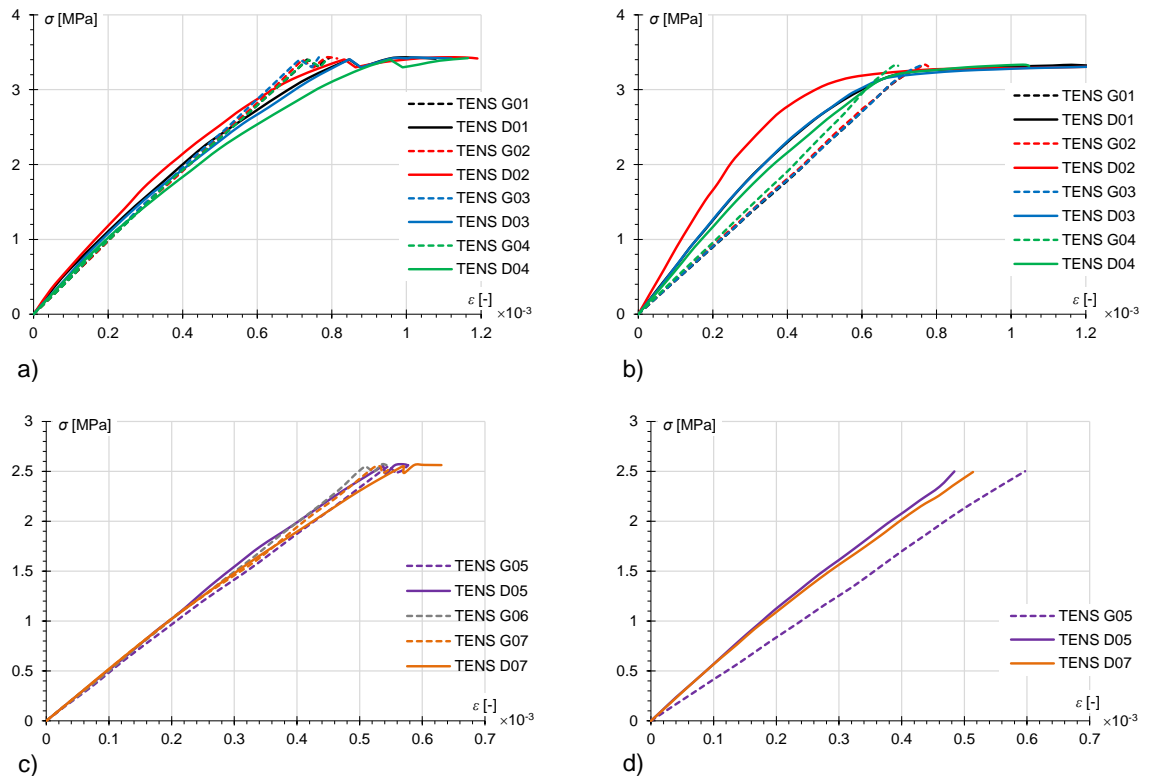 σ [MPa]
4
3
2
1
0
0
0.2
0.4
0.6
0.8
1
1.2
ε [-]
×10⁻³
TENS G01
TENS D01
TENS G02
TENS D02
TENS G03
TENS D03
TENS G04
TENS D04
a)
σ [MPa]
4
3
2
1
0
0
0.2
0.4
0.6
0.8
1
1.2
ε [-]
×10⁻³
TENS G01
TENS D01
TENS G02
TENS D02
TENS G03
TENS D03
TENS G04
TENS D04
b)
σ [MPa]
3
2.5
2
1.5
1
0.5
0
0
0.1
0.2
0.3
0.4
0.5
0.6
0.7
ε [-]
×10⁻³
TENS G05
TENS D05
TENS G06
TENS G07
TENS D07
c)
σ [MPa]
3
2.5
2
1.5
1
0.5
0
0
0.1
0.2
0.3
0.4
0.5
0.6
0.7
ε [-]
×10⁻³
TENS G05
TENS D05
TENS D07
d)